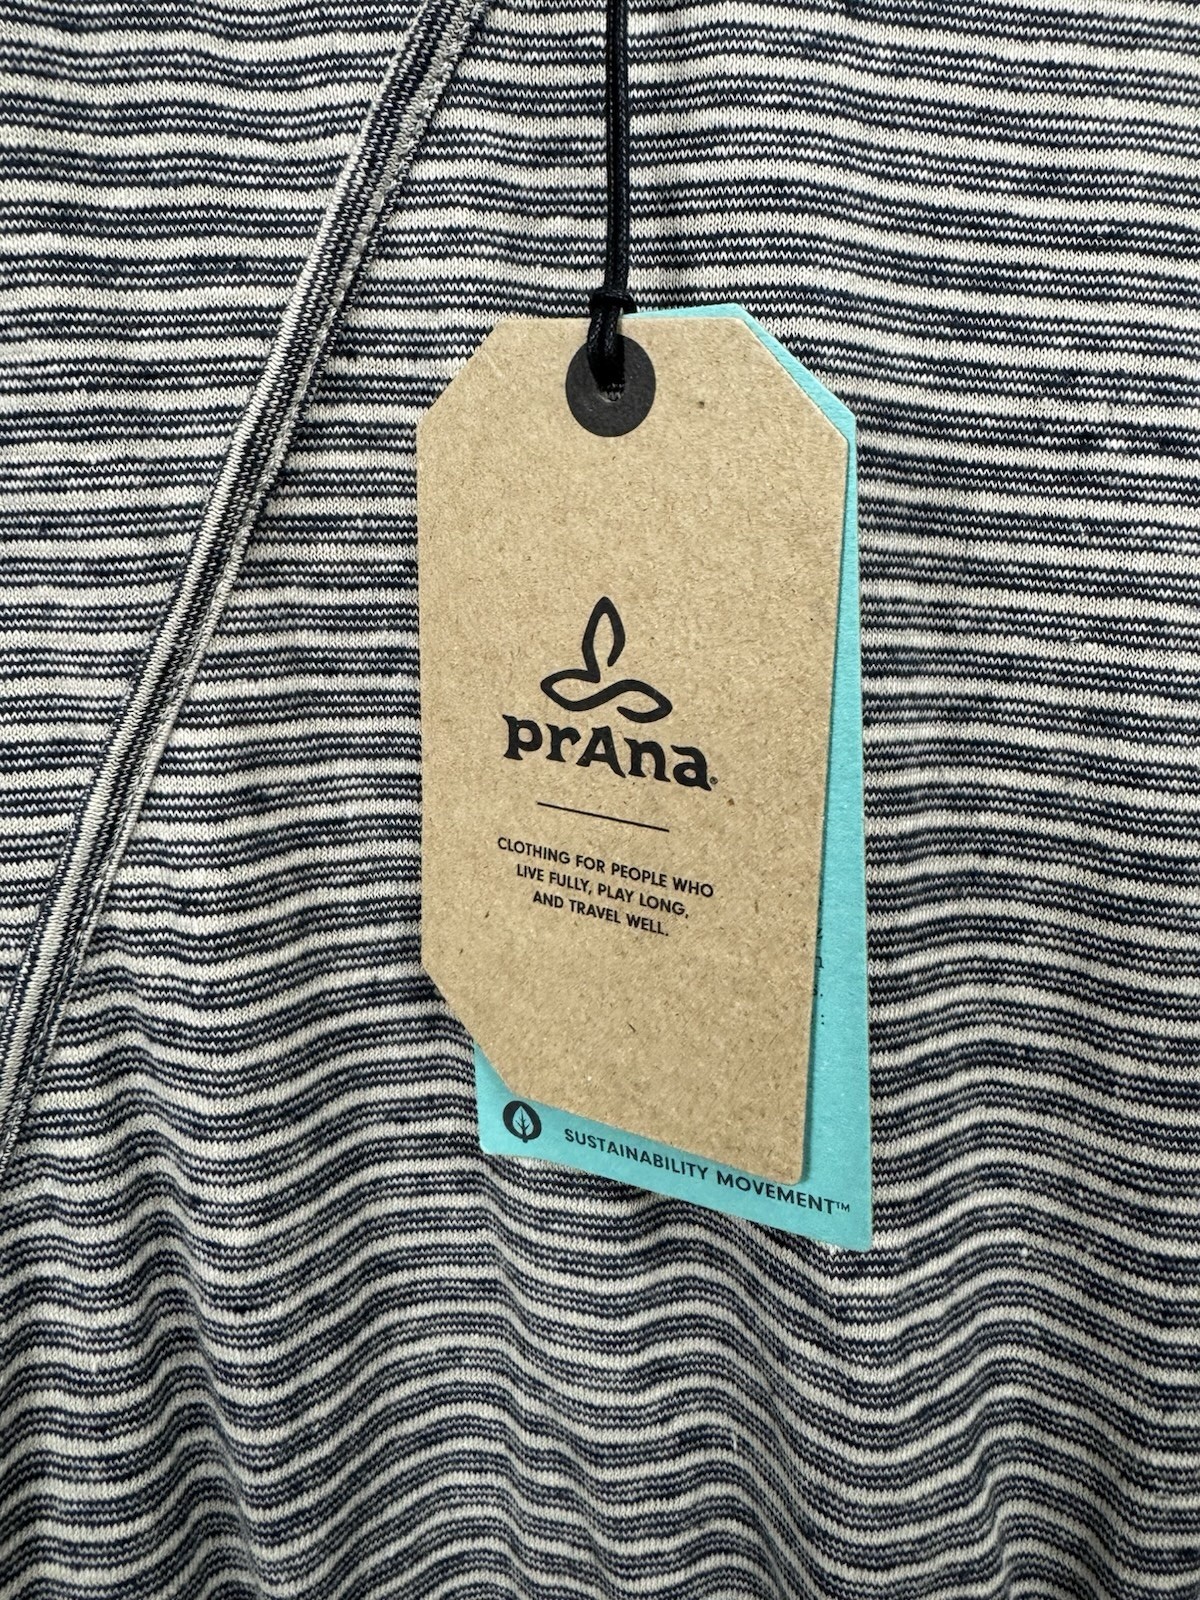 prAna®
CLOTHING FOR PEOPLE WHO
LIVE FULLY, PLAY LONG,
AND TRAVEL WELL.
SUSTAINABILITY MOVEMENT™